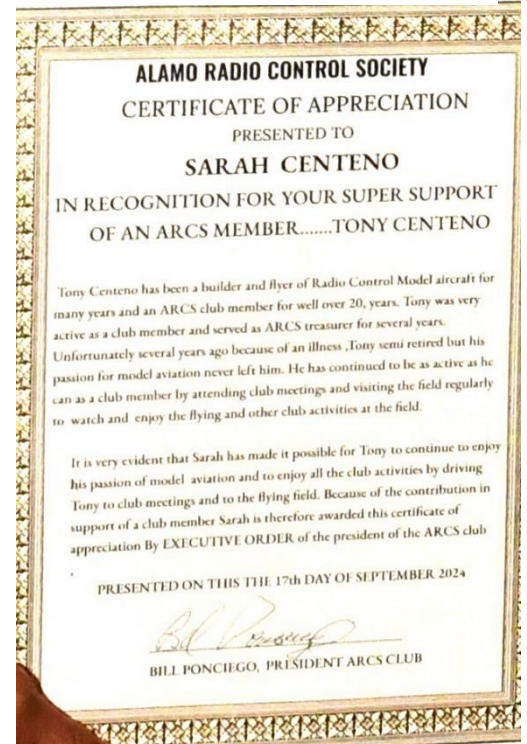 ALAMO RADIO CONTROL SOCIETY
CERTIFICATE OF APPRECIATION
PRESENTED TO
SARAH CENTENO
IN RECOGNITION FOR YOUR SUPER SUPPORT
OF AN ARCS MEMBER.......TONY CENTENO
Tony Centeno has been a builder and flyer of Radio Control Model aircraft for
many years and an ARCS club member for well over 20, years. Tony was very
active as a club member and served as ARCS treasurer for several years.
Unfortunately several years ago because of an illness ,Tony semi retired but his
passion for model aviation never left him. He has continued to be as active as he
can as a club member by attending club meetings and visiting the field regularly
to watch and enjoy the flying and other club activities at the field.
It is very evident that Sarah has made it possible for Tony to continue to enjoy
his passion of model aviation and to enjoy all the club activities by driving
Tony to club meetings and to the flying field. Because of the contribution in
support of a club member Sarah is therefore awarded this certificate of
appreciation By EXECUTIVE ORDER of the president of the ARCS club
.
PRESENTED ON THIS THE 17th DAY OF SEPTEMBER 2024
Bill Ponciego
BILL PONCIEGO, PRESIDENT ARCS CLUB